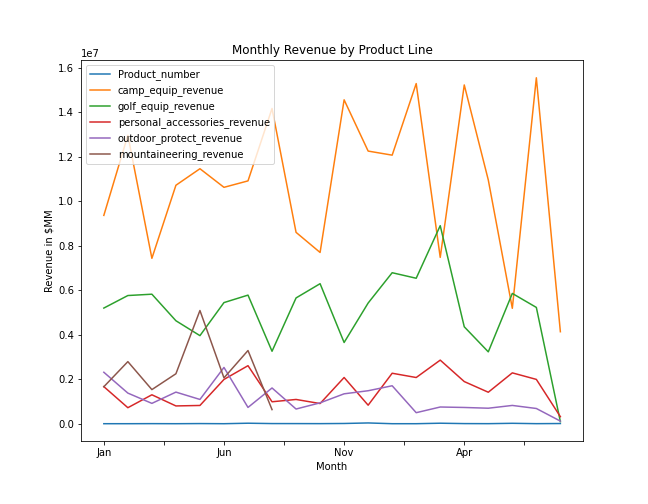 Monthly Revenue by Product Line
1e7
1.6
1.4
1.2
1.0
0.8
0.6
0.4
0.2
0.0
Revenue in $MM
Product_number
camp_equip_revenue
golf_equip_revenue
personal_accessories_revenue
outdoor_protect_revenue
mountaineering_revenue
Jan Jun Nov Apr
Month